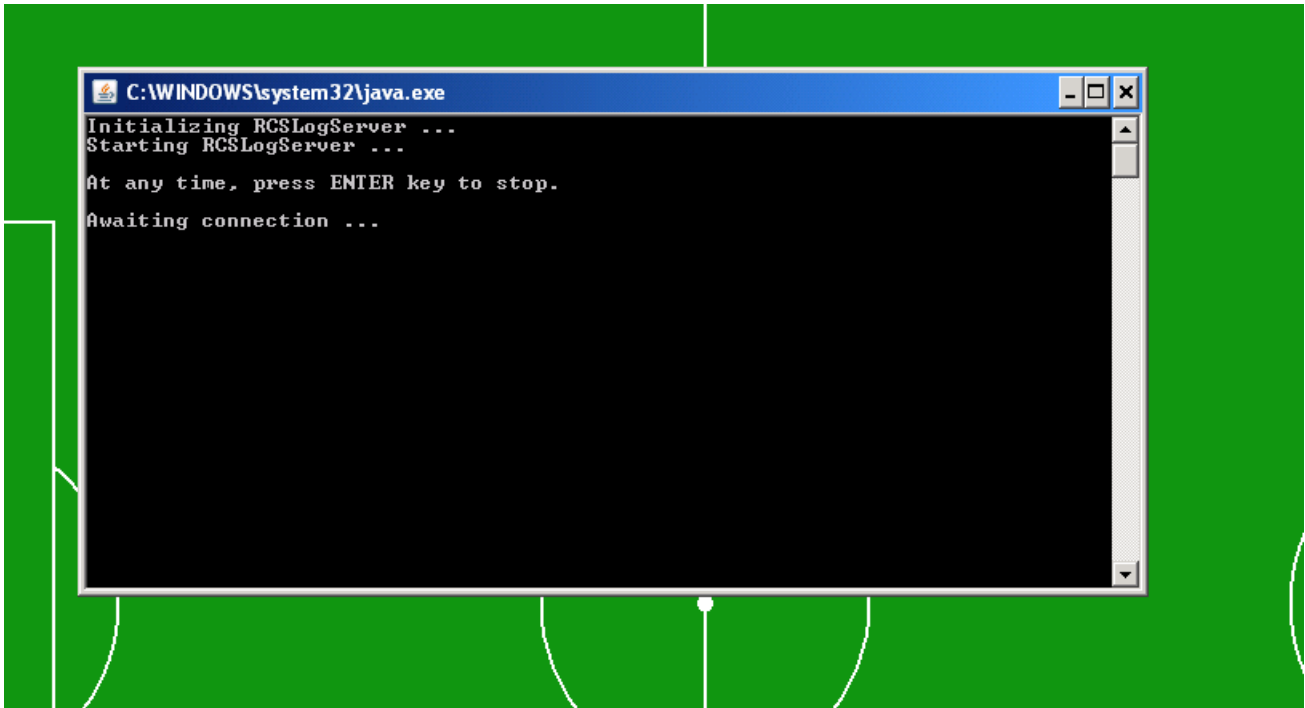 C:\WINDOWS\system32\java.exe
Initializing RCSLogServer ...
Starting RCSLogServer ...
At any time, press ENTER key to stop.
Awaiting connection ...